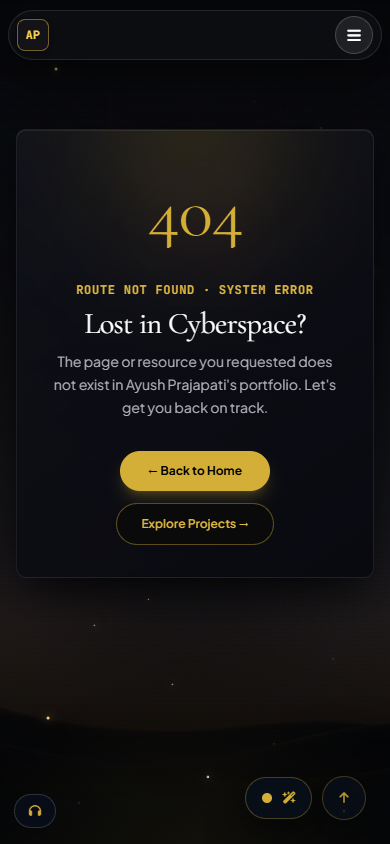 AP
404
ROUTE NOT FOUND · SYSTEM ERROR
Lost in Cyberspace?
The page or resource you requested does
not exist in Ayush Prajapati's portfolio. Let's
get you back on track.
← Back to Home
Explore Projects →